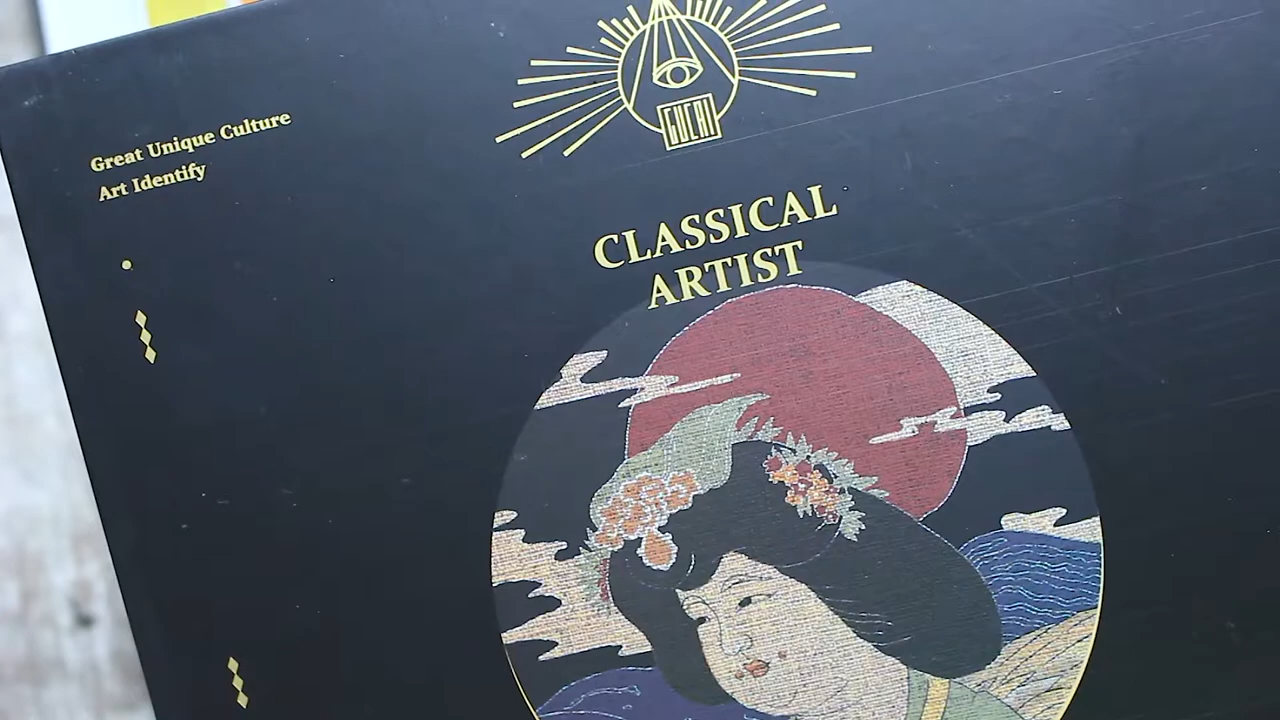 GUCAI
Great Unique Culture
Art Identify
CLASSICAL
ARTIST